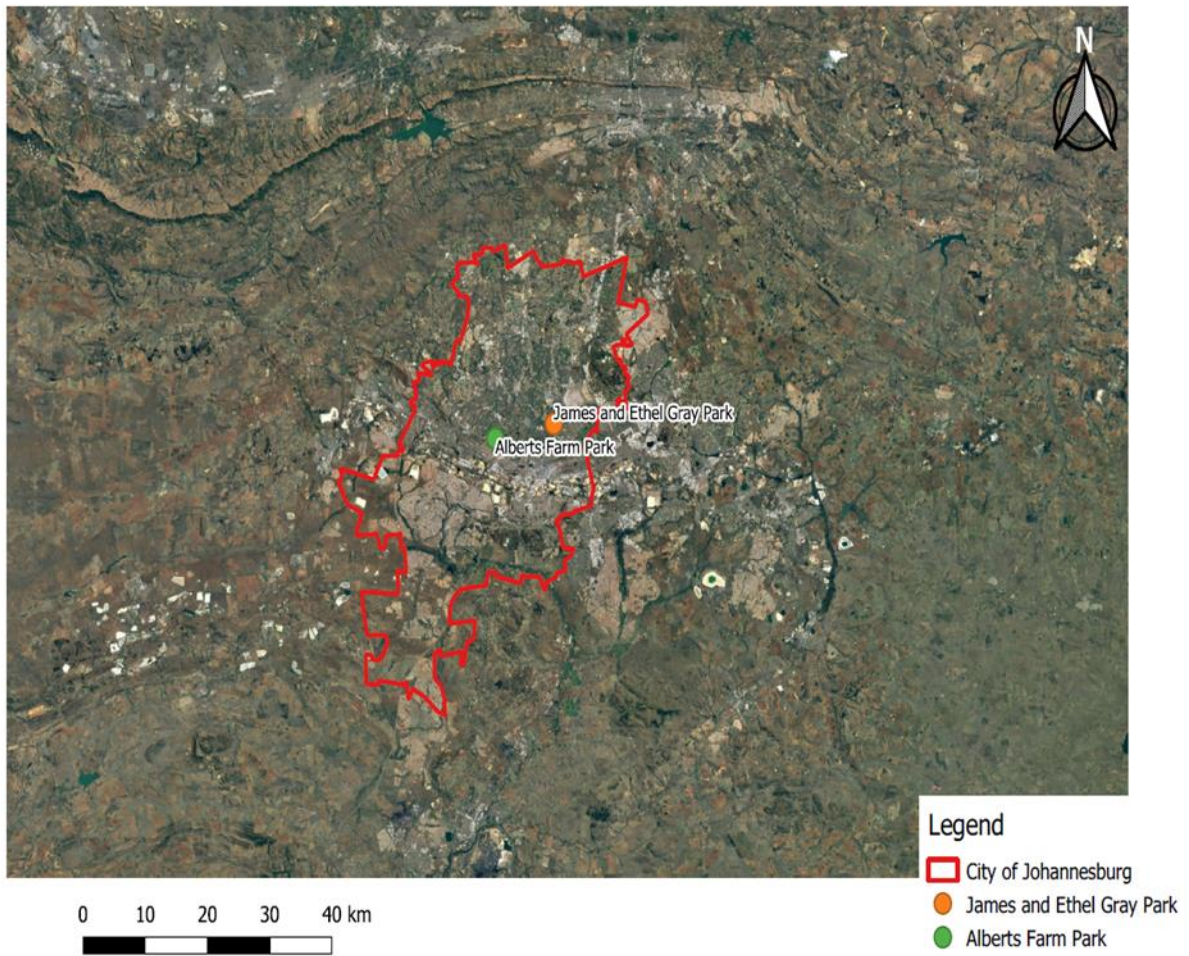 N
James and Ethel Gray Park
Alberts Farm Park
Legend
City of Johannesburg
James and Ethel Gray Park
Alberts Farm Park
0 10 20 30 40 km